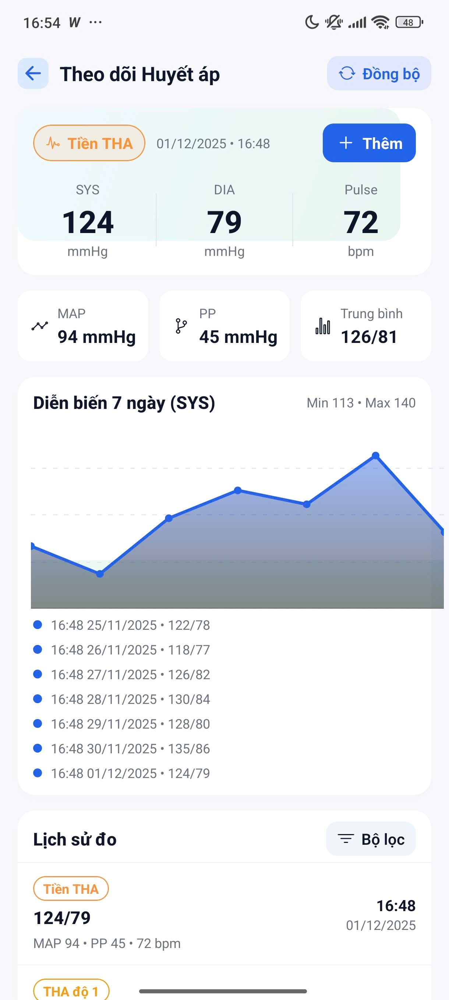 16:54 W ...
48
Theo dõi Huyết áp
Đồng bộ
Tiền THA
01/12/2025 • 16:48
+ Thêm
SYS
DIA
Pulse
124
79
72
mmHg
mmHg
bpm
MAP
94 mmHg
PP
45 mmHg
Trung bình
126/81
Diễn biến 7 ngày (SYS)
Min 113 • Max 140
16:48 25/11/2025 • 122/78
16:48 26/11/2025 • 118/77
16:48 27/11/2025 • 126/82
16:48 28/11/2025 • 130/84
16:48 29/11/2025 • 128/80
16:48 30/11/2025 • 135/86
16:48 01/12/2025 • 124/79
Lịch sử đo
Bộ lọc
Tiền THA
124/79
MAP 94 • PP 45 • 72 bpm
16:48
01/12/2025
THA độ 1